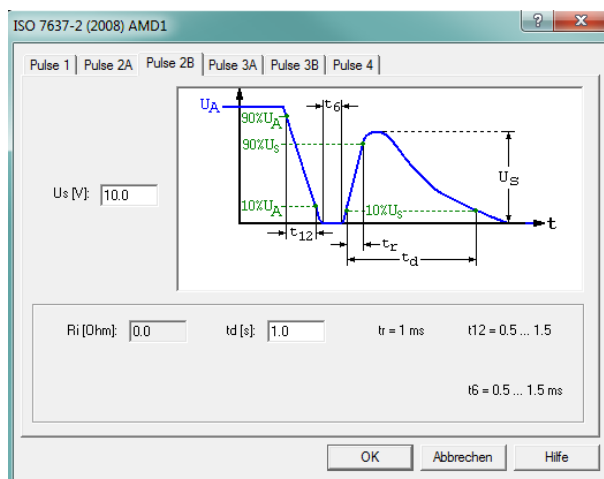 ISO 7637-2 (2008) AMD1
?
x
Pulse 1 Pulse 2A Pulse 2B Pulse 3A Pulse 3B Pulse 4
Us [V]: 10.0
UA
t6
90%UA
90%Us
Us
10%UA
10%Us
t
t12
tr
td
Ri [Ohm]: 0.0 td [s]: 1.0 tr = 1 ms t12 = 0.5 ... 1.5
t6 = 0.5 ... 1.5 ms
OK Abbrechen Hilfe